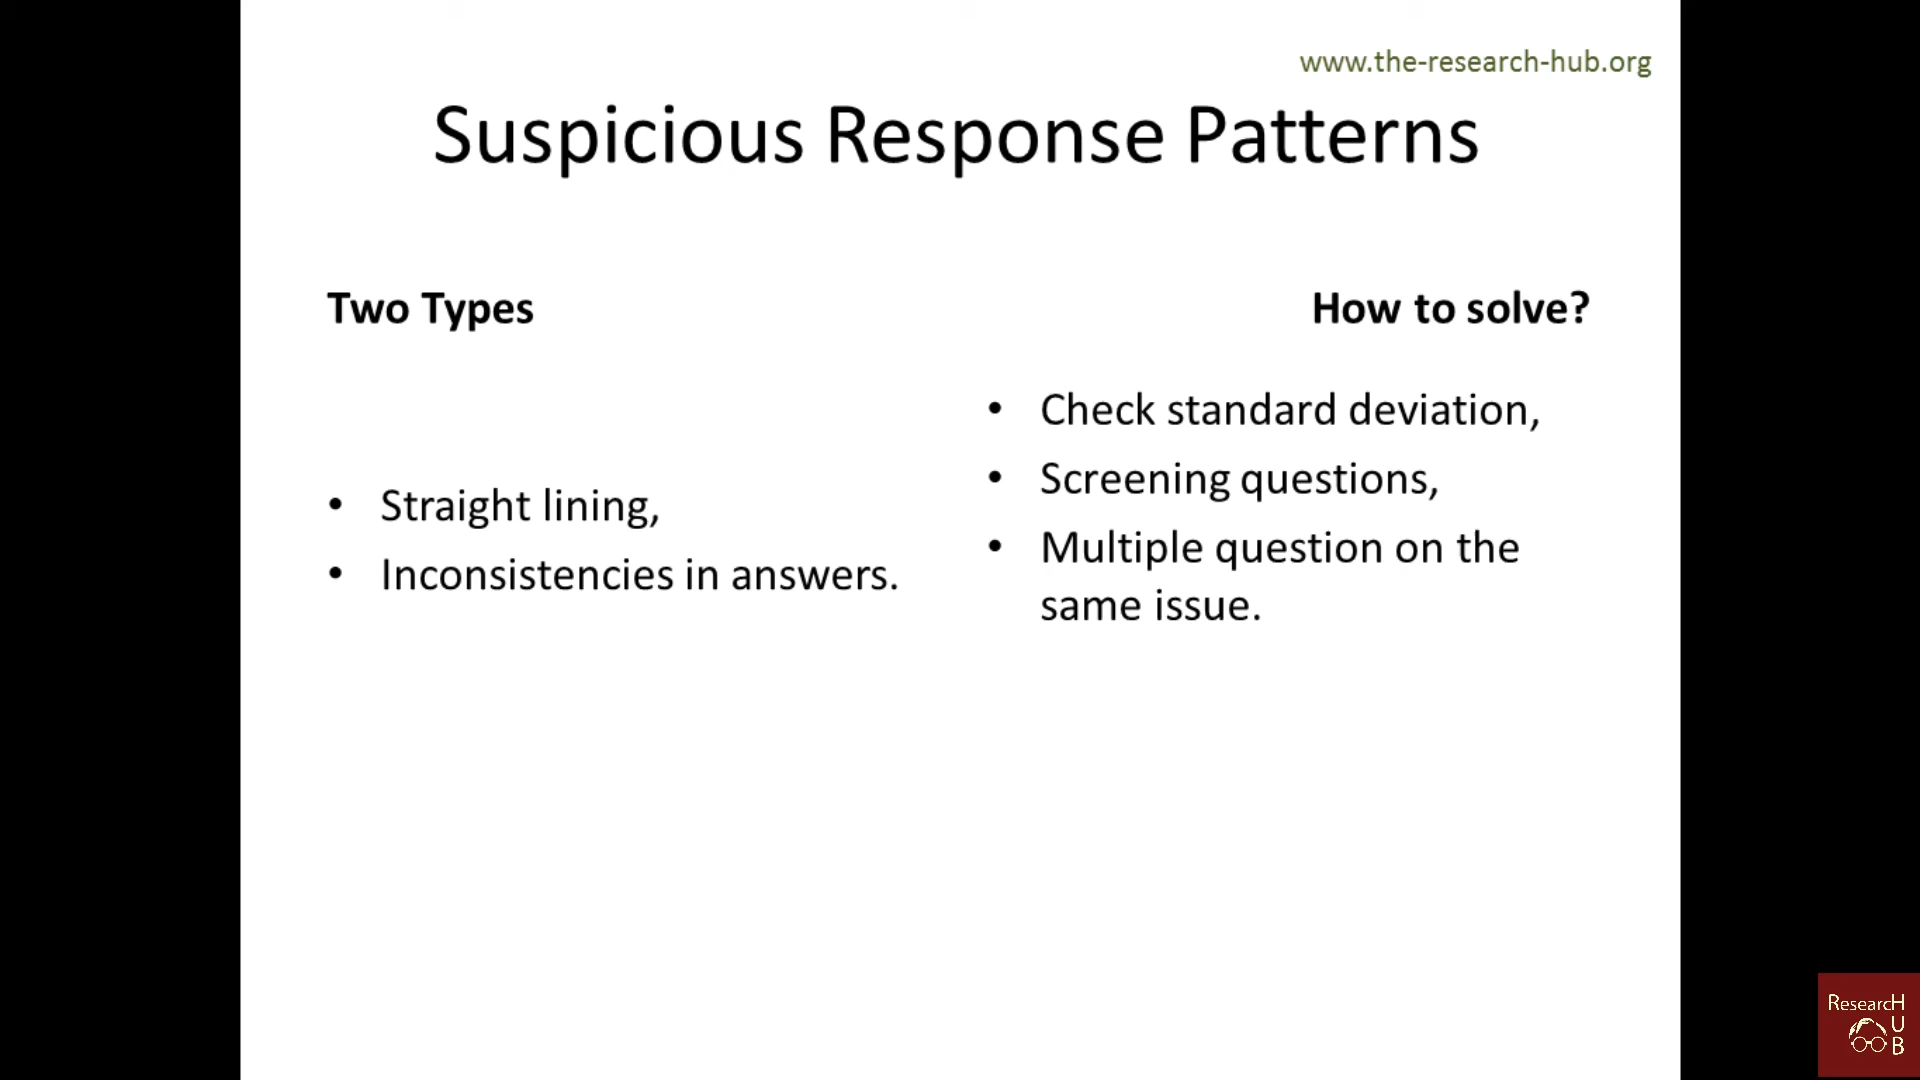 www.the-research-hub.org
Suspicious Response Patterns
Two Types
• Straight lining,
• Inconsistencies in answers.
How to solve?
• Check standard deviation,
• Screening questions,
• Multiple question on the
same issue.
ResearcH
U
B